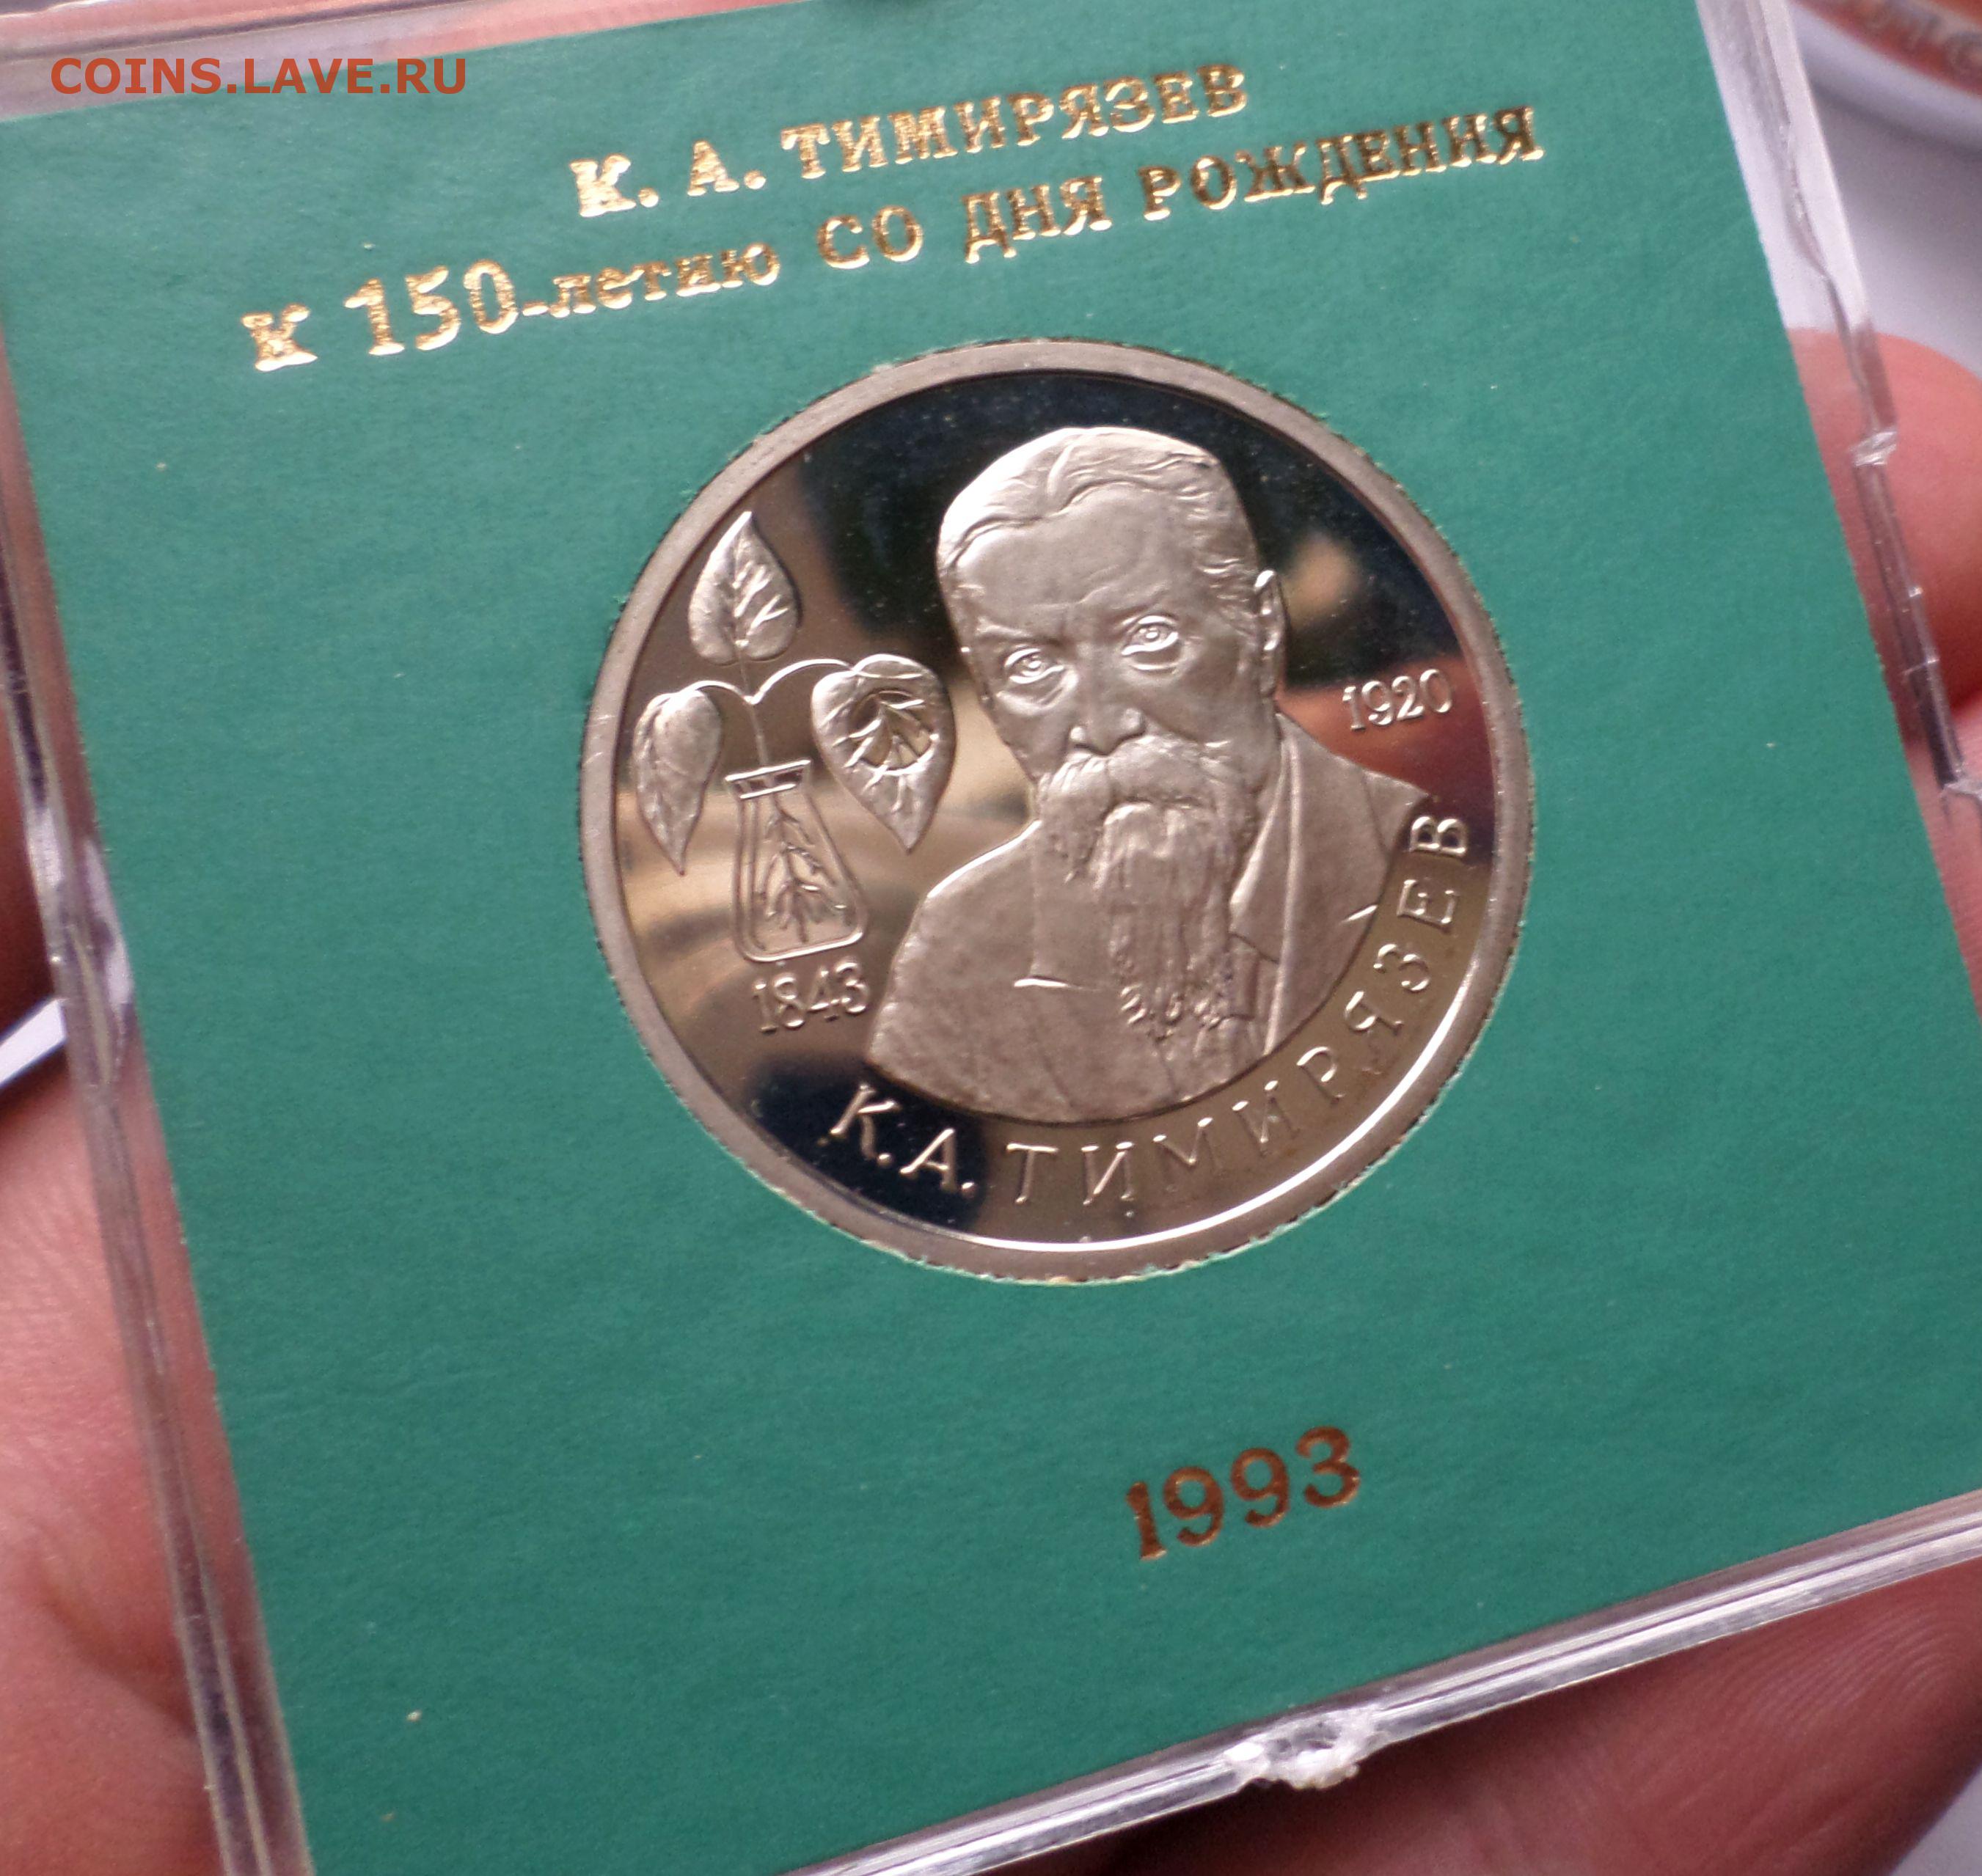 COINS.LAVE.RU
К. А. ТИМИРЯЗЕВ
К 150-летию СО ДНЯ РОЖДЕНИЯ
1920
1843
К.А.ТИМИРЯЗЕВ
1993